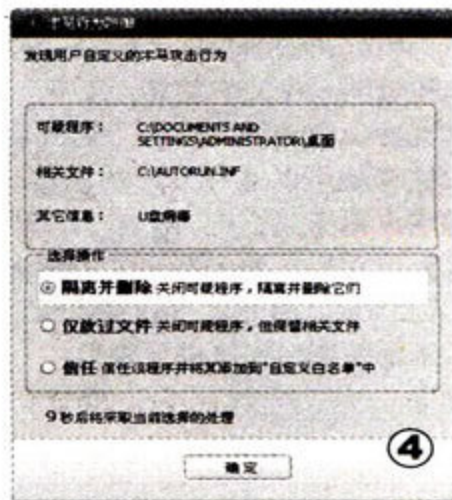 木马行为防御
发现用户自定义的木马攻击行为
可疑程序： C:\DOCUMENTS AND
SETTINGS\ADMINISTRATOR\桌面
相关文件： C:\AUTORUN.INF
其它信息： U盘病毒
选择操作
隔离并删除 关闭可疑程序，隔离并删除它们
仅放过文件 关闭可疑程序，但保留相关文件
信任 信任该程序并将其添加到"自定义白名单"中
9秒后将采取当前选择的处理
④
确定